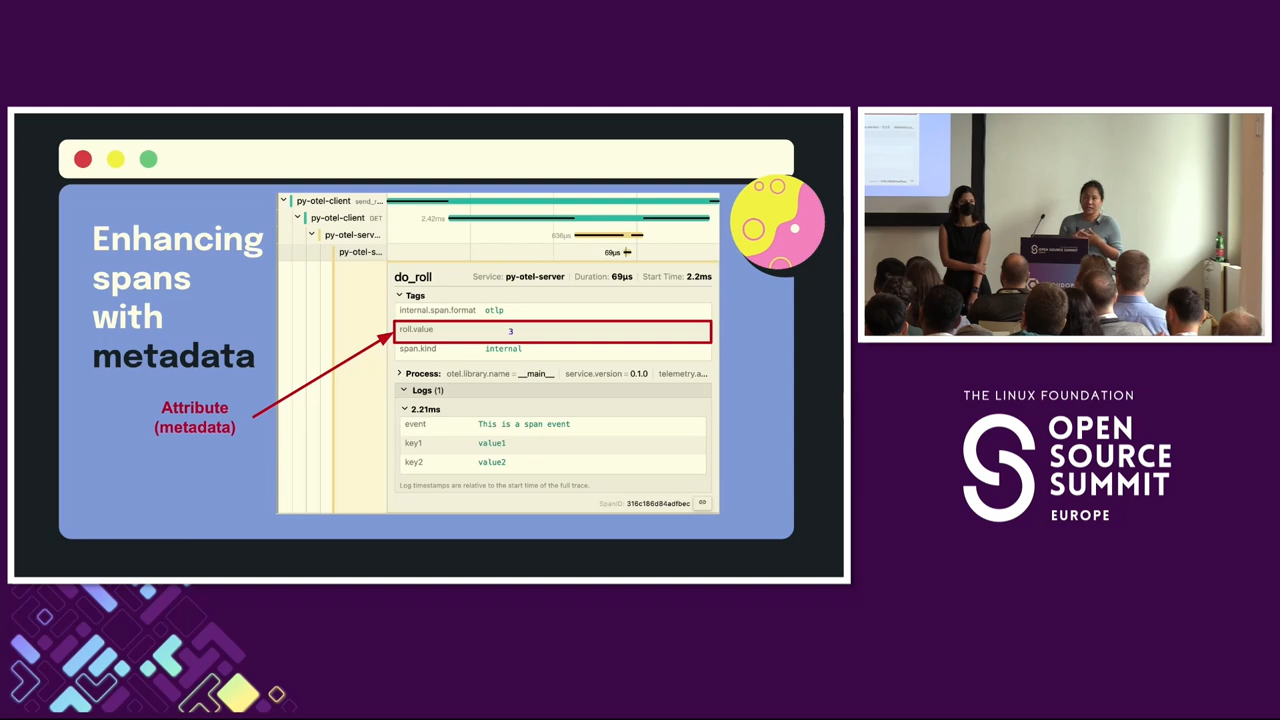 Enhancing
spans
with
metadata
Attribute
(metadata)
py-otel-client send_r...
py-otel-client GET 2.42ms
py-otel-serv... 636µs
py-otel-s... 69µs
do_roll Service: py-otel-server Duration: 69µs Start Time: 2.2ms
Tags
internal.span.format otlp
roll.value 3
span.kind internal
Process: otel.library.name = __main__ service.version = 0.1.0 telemetry.a...
Logs (1)
2.21ms
event This is a span event
key1 value1
key2 value2
Log timestamps are relative to the start time of the full trace.
SpanID: 316c186d84adfbec
THE LINUX FOUNDATION
OPEN
SOURCE
SUMMIT
EUROPE
OPEN SOURCE
SUMMIT